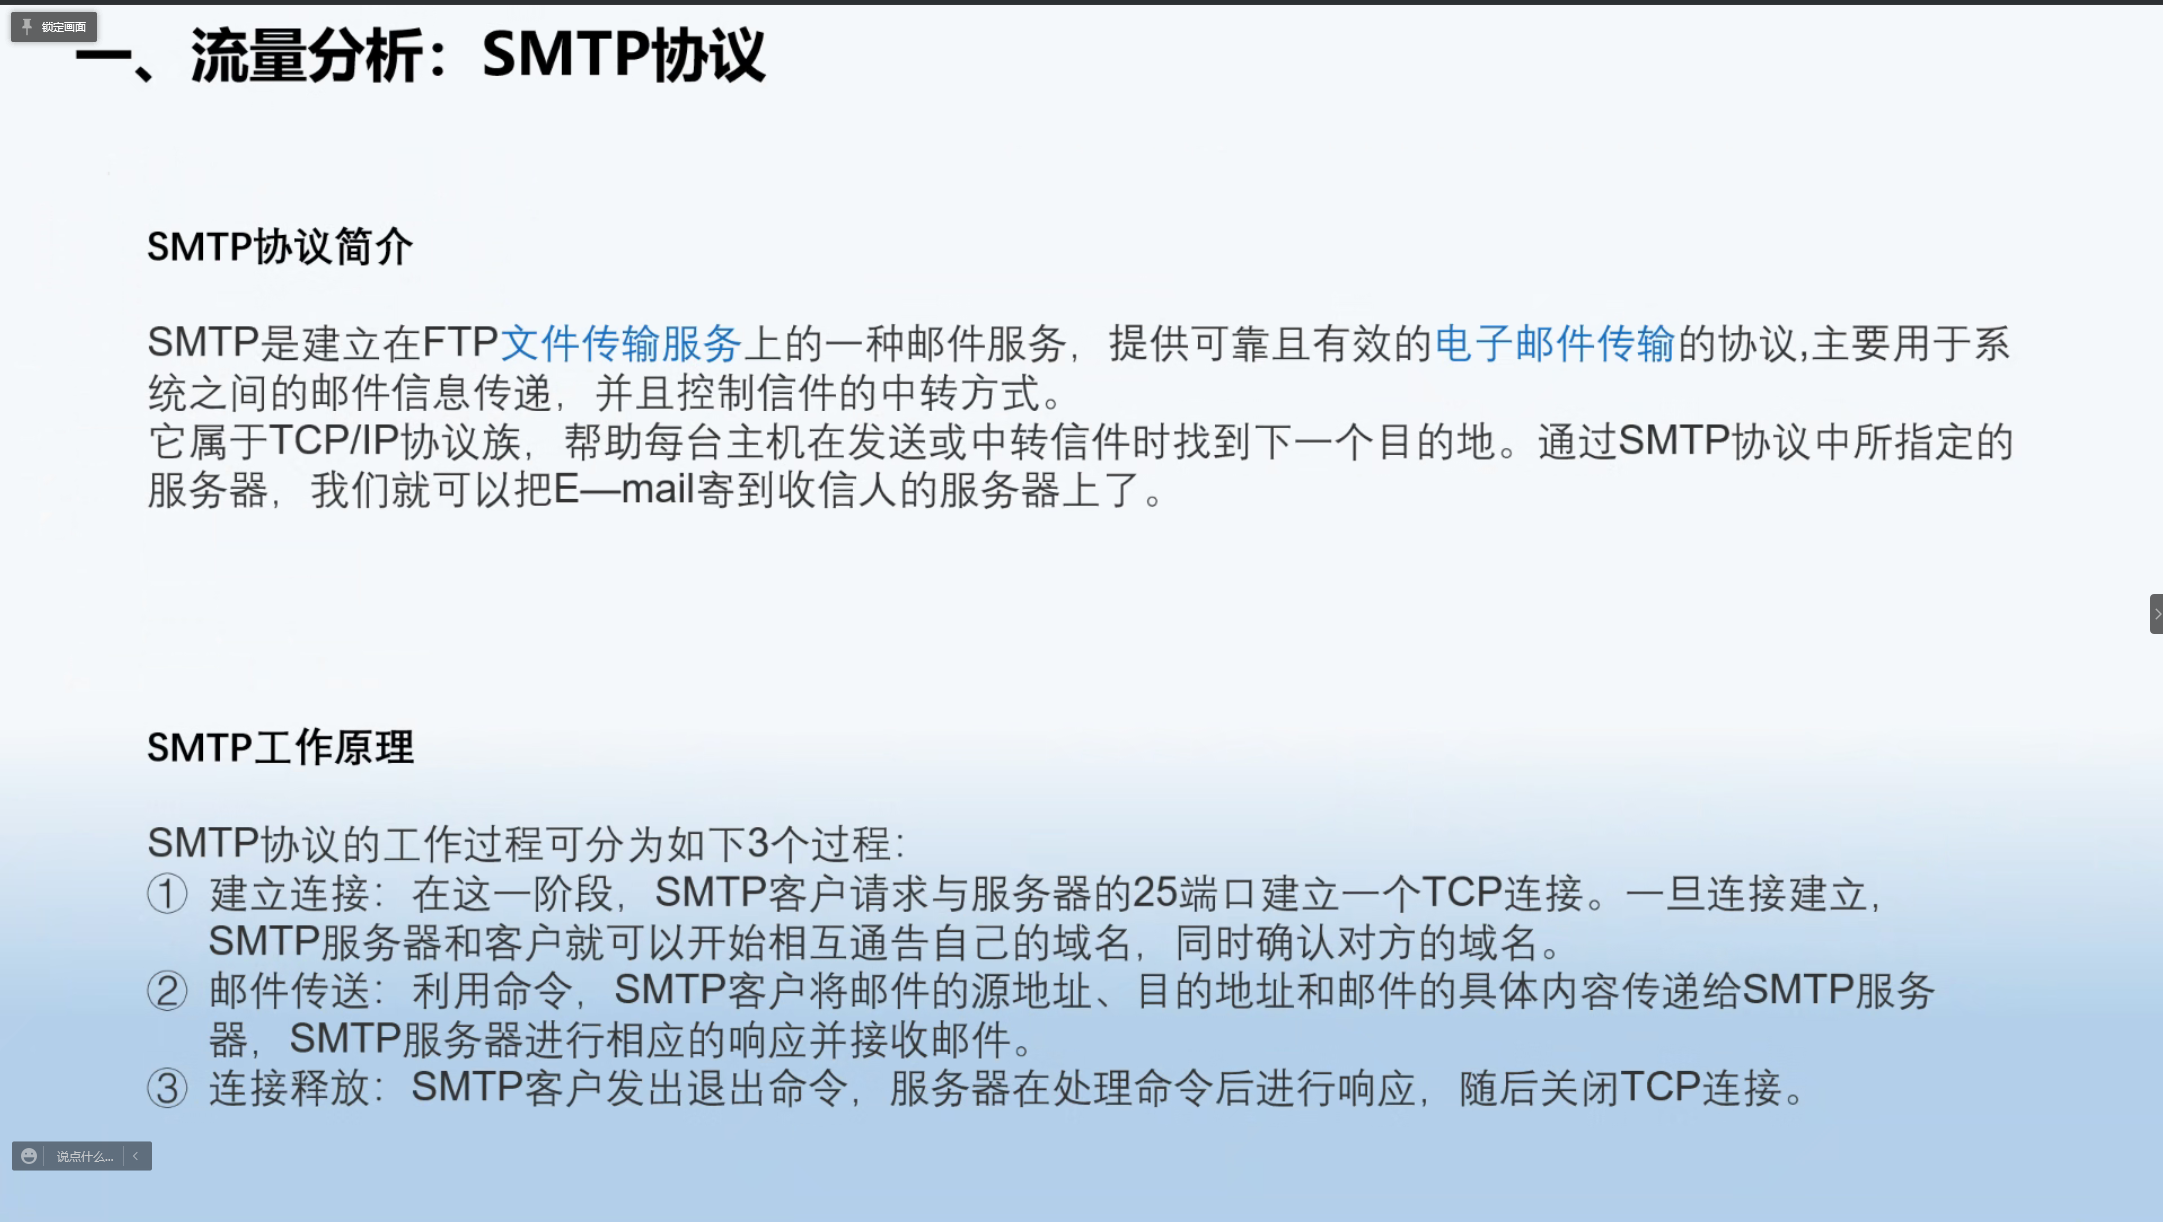 锁定画面
一、流量分析：SMTP协议
SMTP协议简介
SMTP是建立在FTP文件传输服务上的一种邮件服务，提供可靠且有效的电子邮件传输的协议,主要用于系
统之间的邮件信息传递，并且控制信件的中转方式。
它属于TCP/IP协议族，帮助每台主机在发送或中转信件时找到下一个目的地。通过SMTP协议中所指定的
服务器，我们就可以把E—mail寄到收信人的服务器上了。
SMTP工作原理
SMTP协议的工作过程可分为如下3个过程：
① 建立连接：在这一阶段，SMTP客户请求与服务器的25端口建立一个TCP连接。一旦连接建立，
SMTP服务器和客户就可以开始相互通告自己的域名，同时确认对方的域名。
② 邮件传送：利用命令，SMTP客户将邮件的源地址、目的地址和邮件的具体内容传递给SMTP服务
器，SMTP服务器进行相应的响应并接收邮件。
③ 连接释放：SMTP客户发出退出命令，服务器在处理命令后进行响应，随后关闭TCP连接。
说点什么...